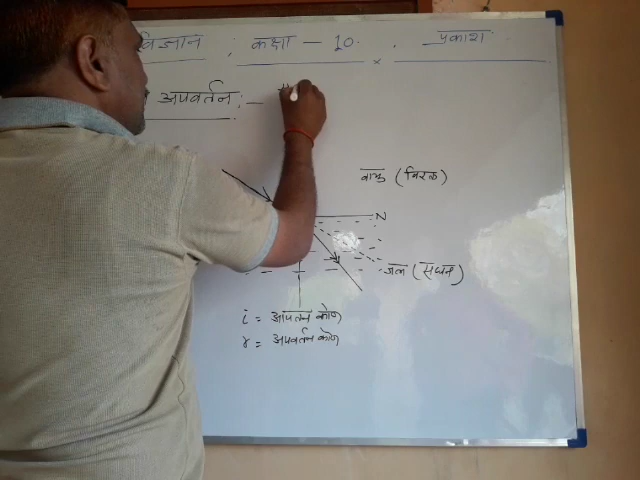 विज्ञान ; कक्षा - 10. , प्रकाश
अपवर्तन :- "
वायु (विरल)
N
जल (सघन)
i = आपतन कोण
r = अपवर्तन कोण